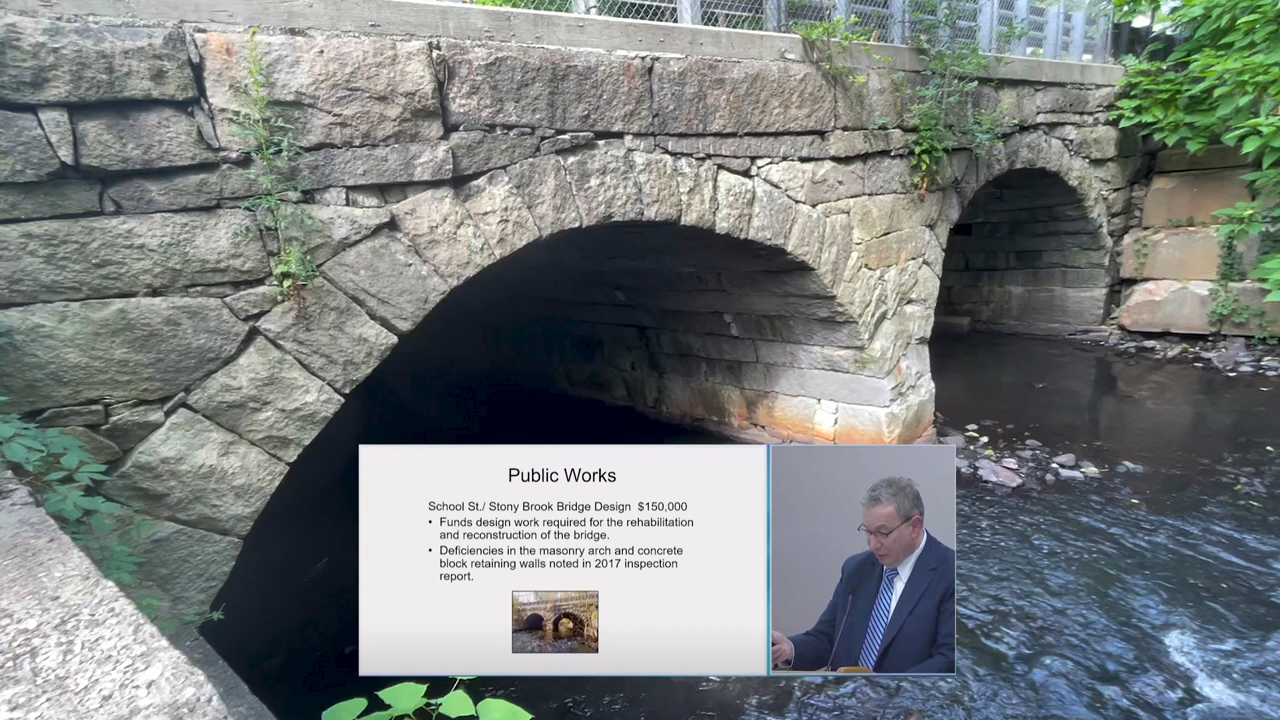 Public Works
School St./ Stony Brook Bridge Design $150,000
• Funds design work required for the rehabilitation
and reconstruction of the bridge.
• Deficiencies in the masonry arch and concrete
block retaining walls noted in 2017 inspection
report.